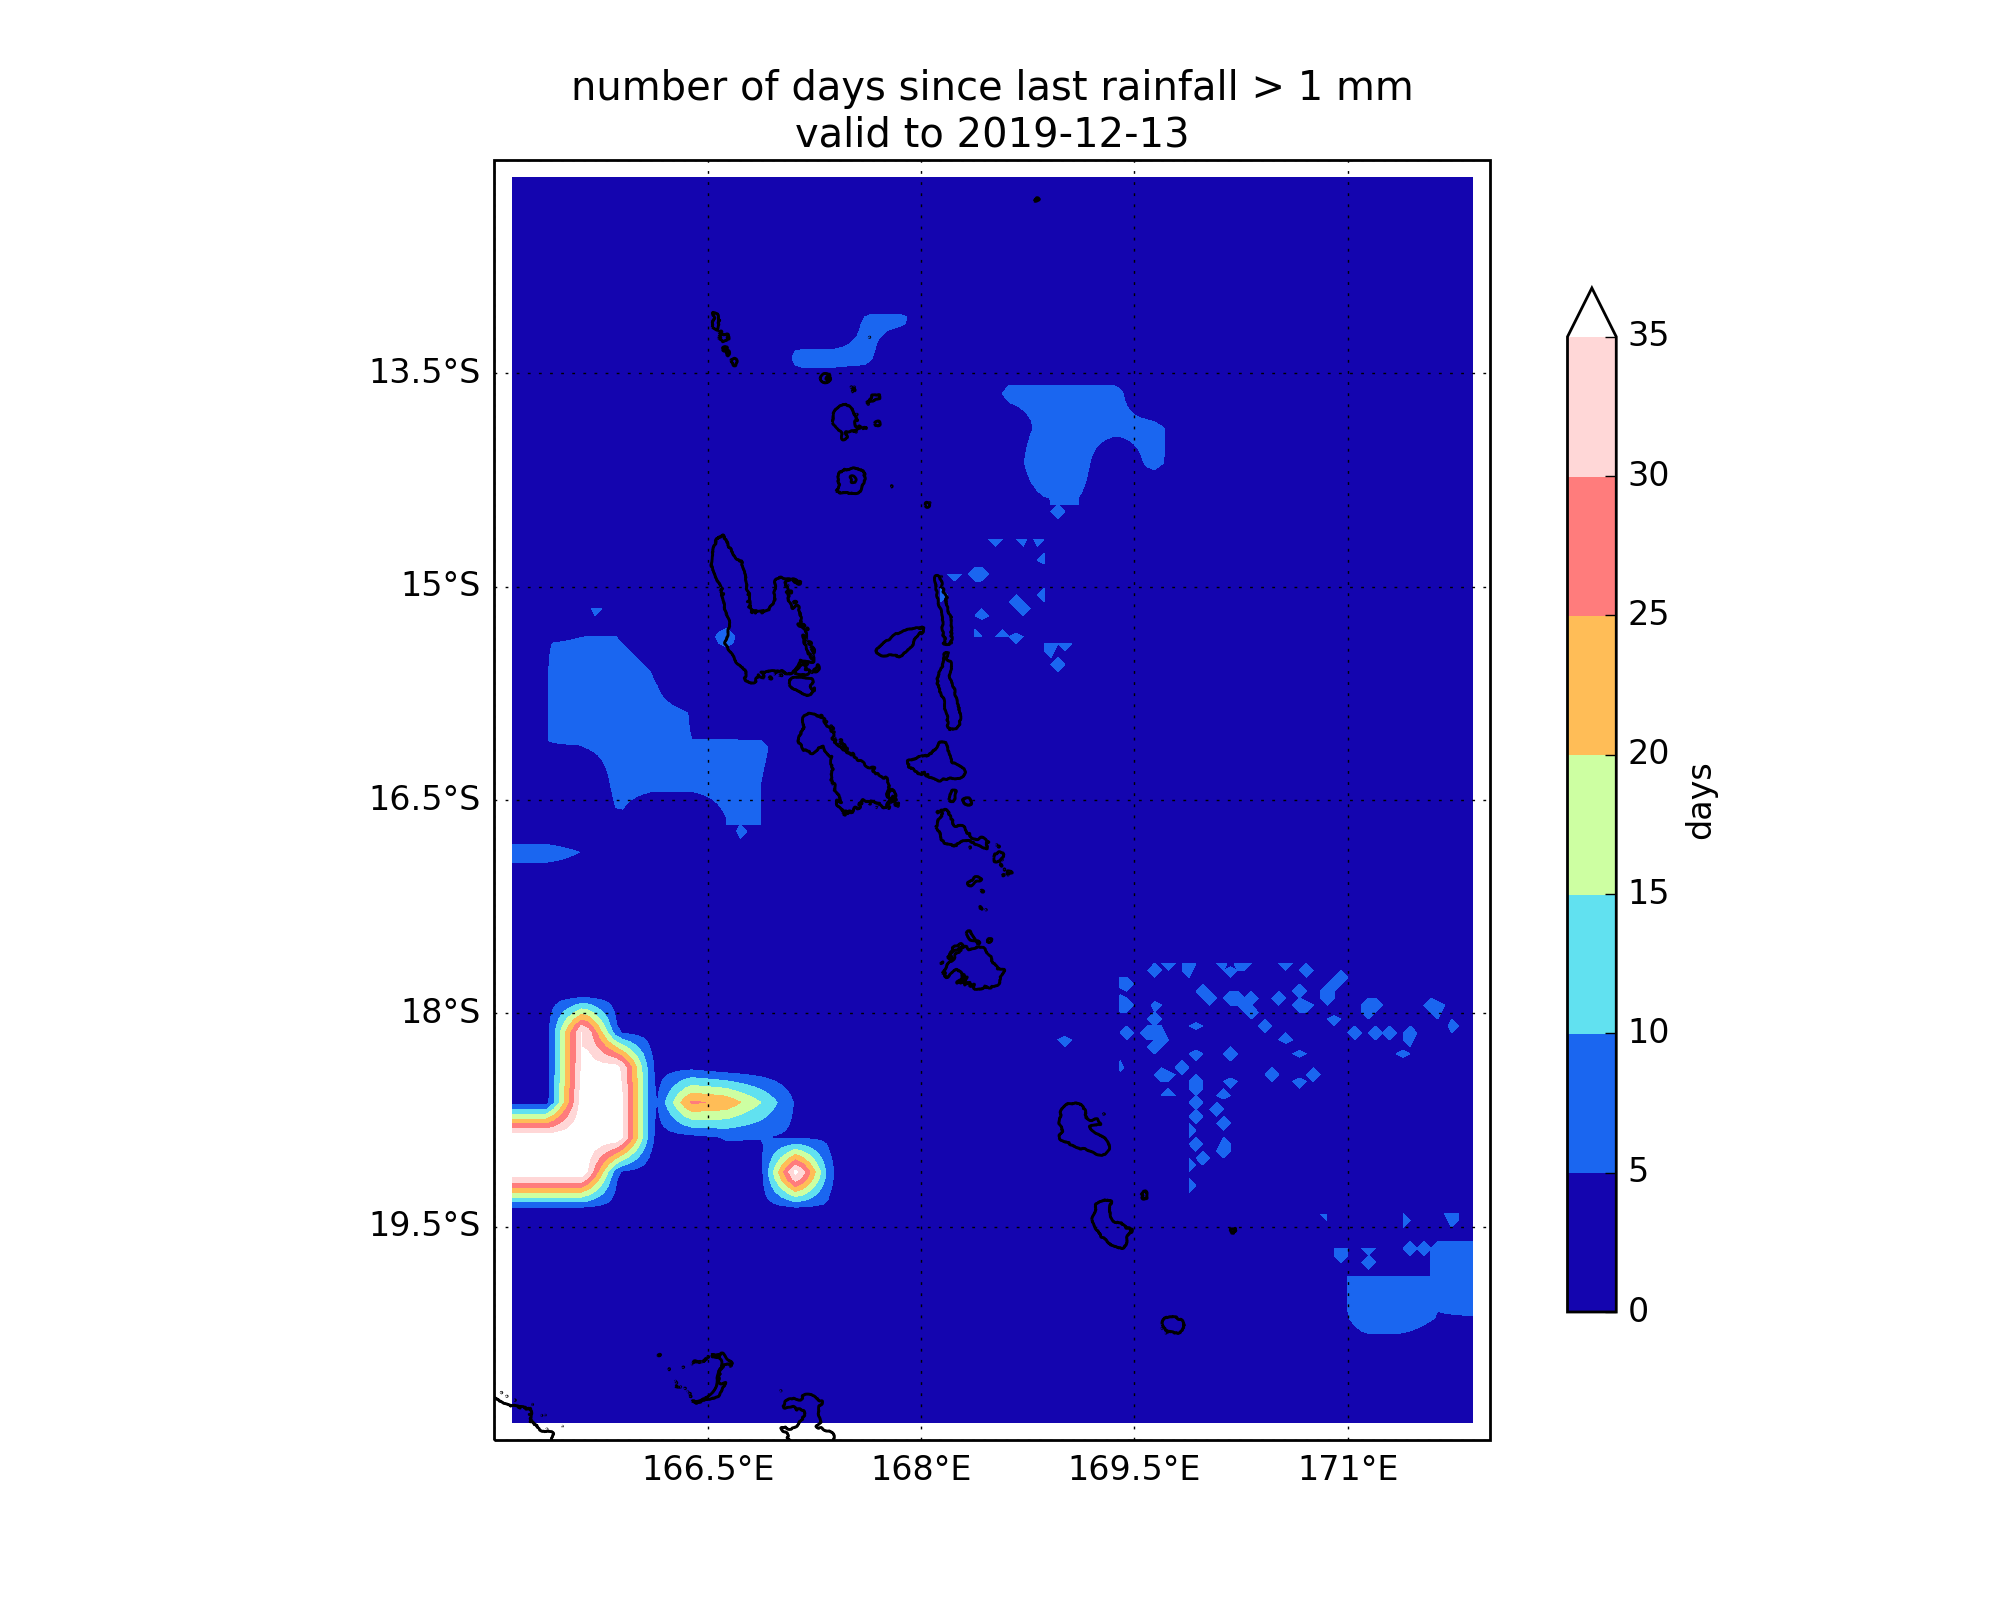 number of days since last rainfall > 1 mm
valid to 2019-12-13
13.5°S
15°S
16.5°S
18°S
19.5°S
166.5°E
168°E
169.5°E
171°E
35
30
25
20
15
10
5
0
days